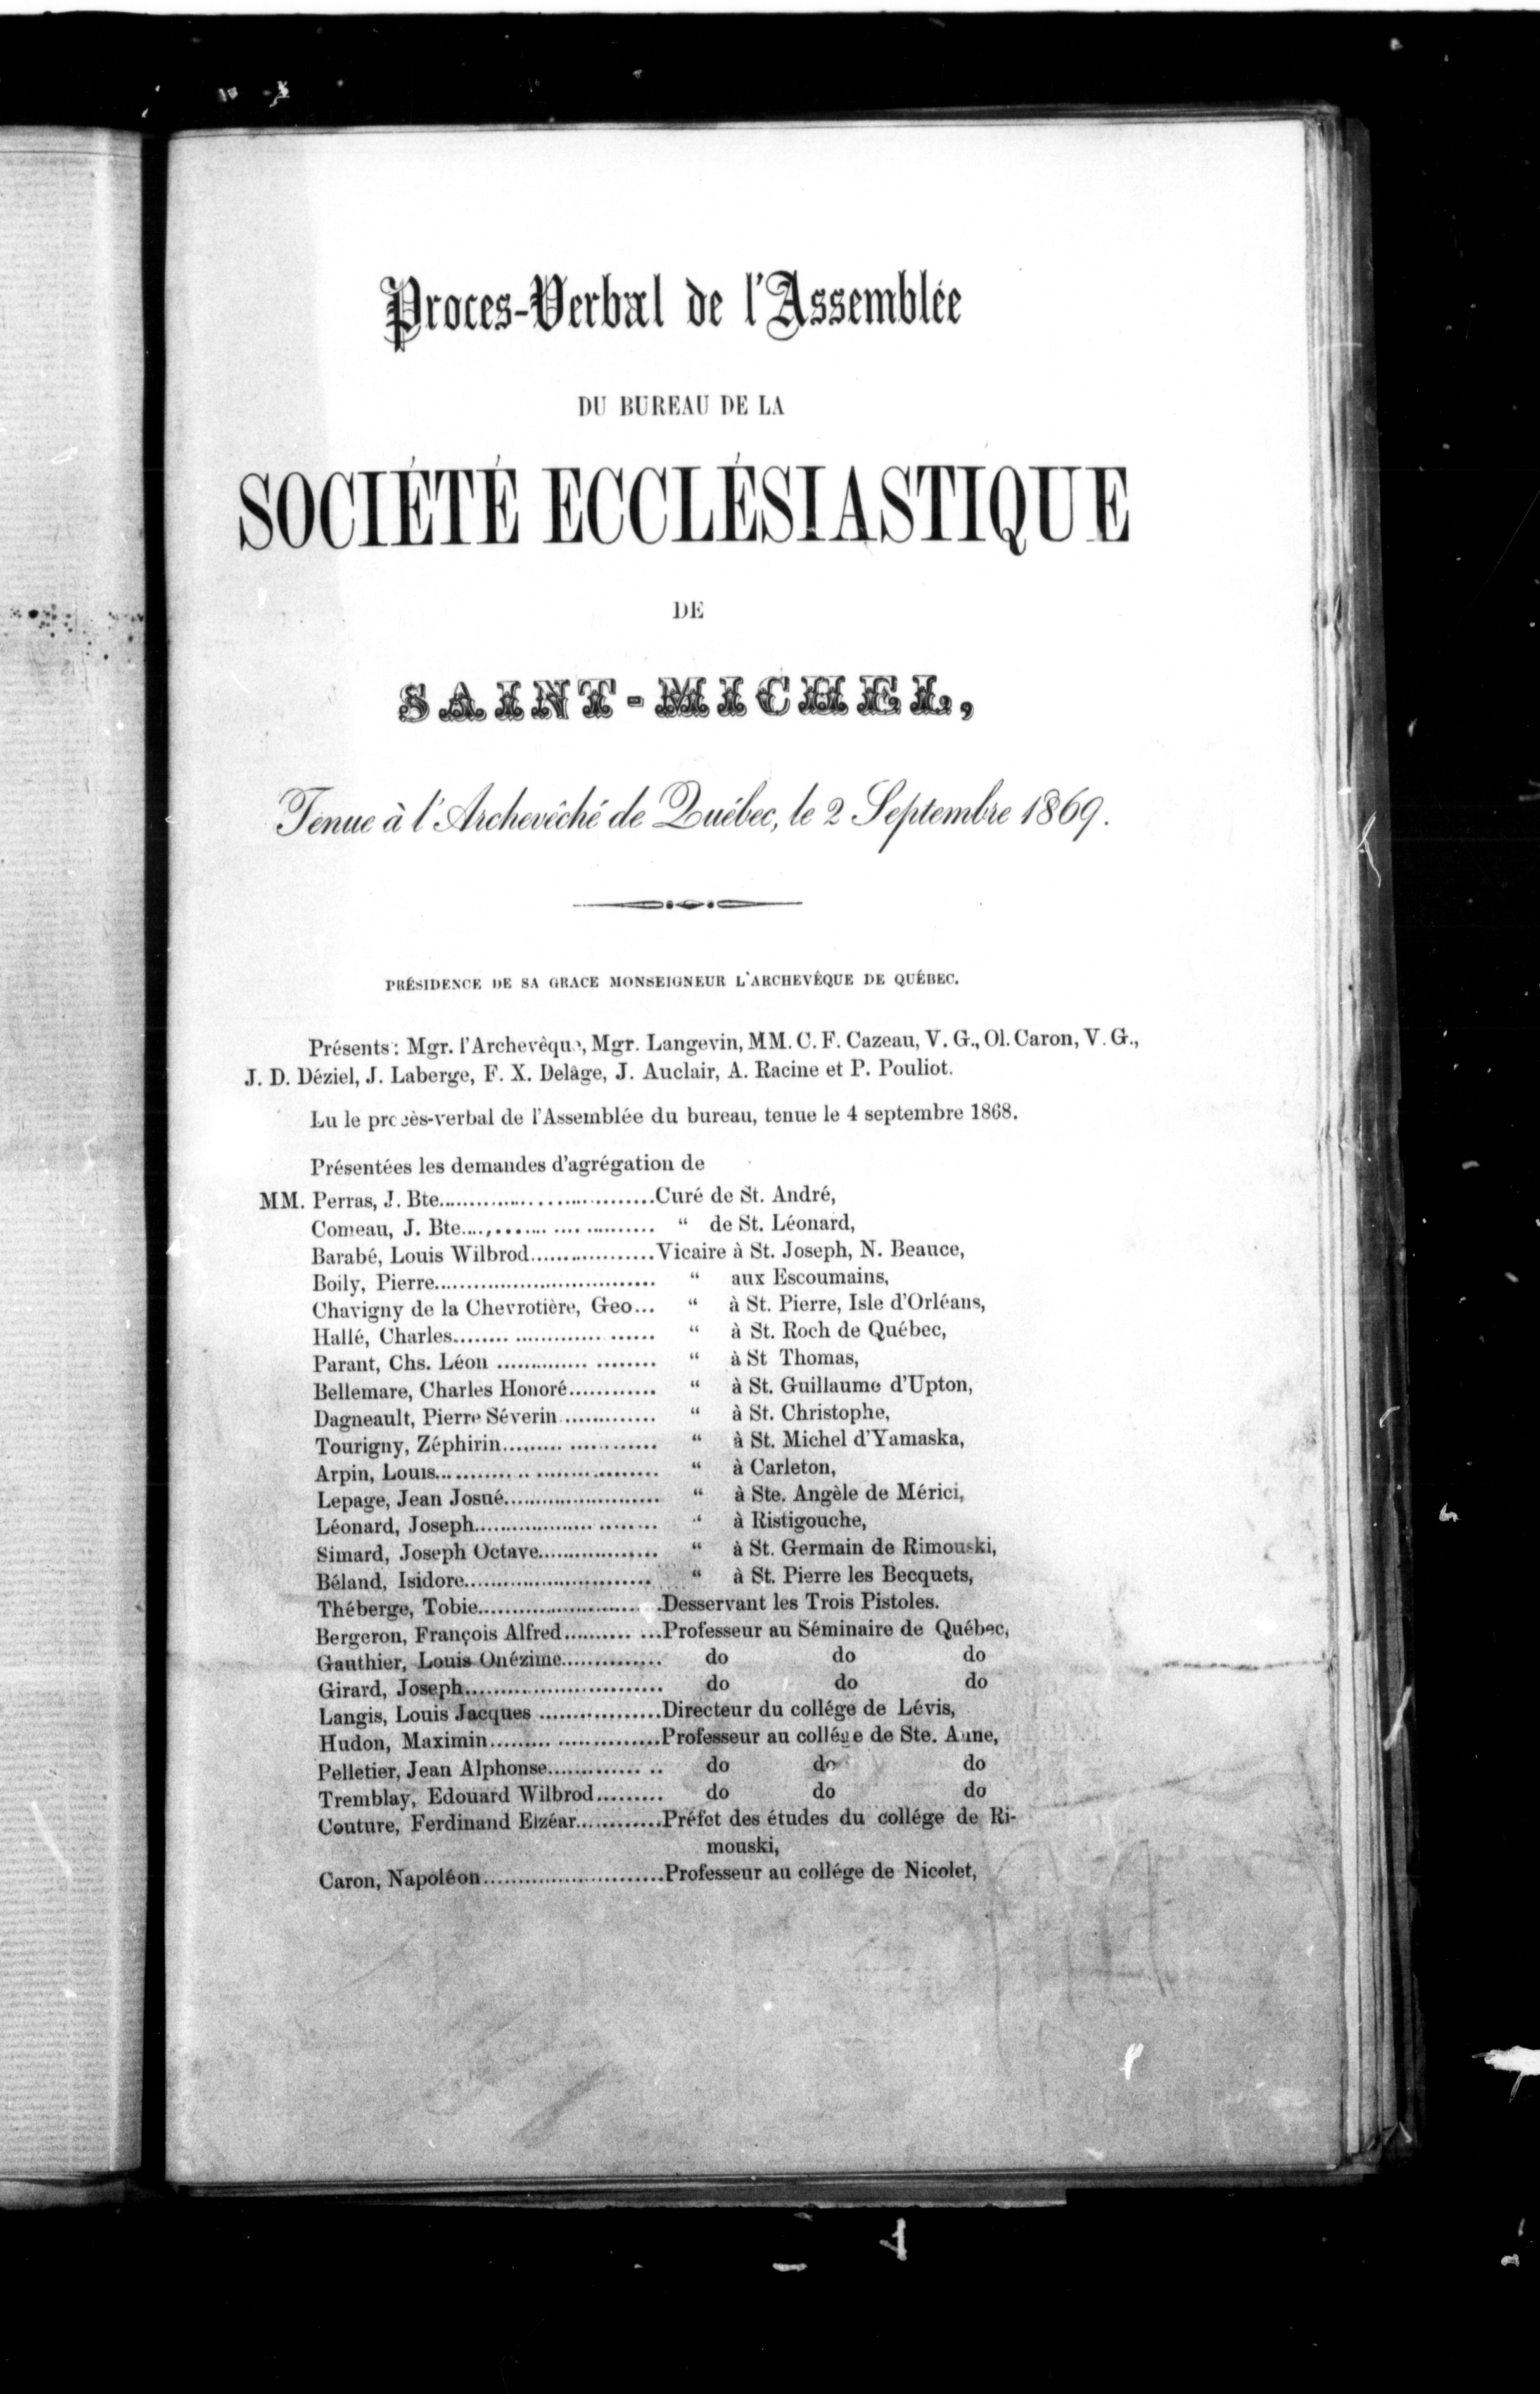 Proces-Verbal de l'Assemblée
DU BUREAU DE LA
SOCIÉTÉ ECCLÉSIASTIQUE
DE
SAINT-MICHEL,
Tenue à l'Archevêché de Québec, le 2 Septembre 1869.
PRÉSIDENCE DE SA GRACE MONSEIGNEUR L'ARCHEVÊQUE DE QUÉBEC.
Présents: Mgr. l'Archevêque, Mgr. Langevin, MM. C. F. Cazeau, V. G., Ol. Caron, V. G.,
J. D. Déziel, J. Laberge, F. X. Delâge, J. Auclair, A. Racine et P. Pouliot.
Lu le procès-verbal de l'Assemblée du bureau, tenue le 4 septembre 1868.
Présentées les demandes d'agrégation de
MM. Perras, J. Bte................................Curé de St. André,
Comeau, J. Bte............................ “ de St. Léonard,
Barabé, Louis Wilbrod..................Vicaire à St. Joseph, N. Beauce,
Boily, Pierre................................ “ aux Escoumains,
Chavigny de la Chevrotière, Geo... “ à St. Pierre, Isle d'Orléans,
Hallé, Charles............................. “ à St. Roch de Québec,
Parant, Chs. Léon ...................... “ à St Thomas,
Bellemare, Charles Honoré............ “ à St. Guillaume d'Upton,
Dagneault, Pierre Séverin.............. “ à St. Christophe,
Tourigny, Zéphirin...................... “ à St. Michel d'Yamaska,
Arpin, Louis................................ “ à Carleton,
Lepage, Jean Josué....................... “ à Ste. Angèle de Mérici,
Léonard, Joseph........................... “ à Ristigouche,
Simard, Joseph Octave.................. “ à St. Germain de Rimouski,
Béland, Isidore............................ “ à St. Pierre les Becquets,
Théberge, Tobie...........................Desservant les Trois Pistoles.
Bergeron, François Alfred.............Professeur au Séminaire de Québec,
Gauthier, Louis Onézime............... do do do
Girard, Joseph............................. do do do
Langis, Louis Jacques ..................Directeur du collége de Lévis,
Hudon, Maximin.........................Professeur au collége de Ste. Anne,
Pelletier, Jean Alphonse................ do do do
Tremblay, Edouard Wilbrod.......... do do do
Couture, Ferdinand Elzéar............Préfet des études du collége de Ri-
mouski,
Caron, Napoléon..........................Professeur au collége de Nicolet,